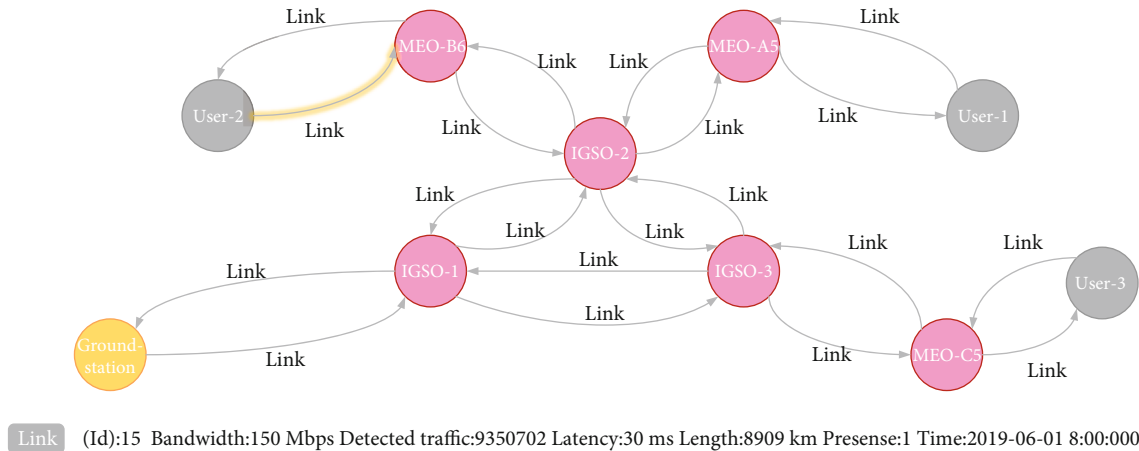 Link
MEO-B6
MEO-A5
Link
Link
Link
User-2
Link
Link
Link
User-1
IGSO-2
Link
Link
Link
Link
Link
Link
IGSO-1
Link
IGSO-3
User-3
Link
Ground-
station
Link
Link
MEO-C5
Link
Link (Id):15 Bandwidth:150 Mbps Detected traffic:9350702 Latency:30 ms Length:8909 km Presense:1 Time:2019-06-01 8:00:000